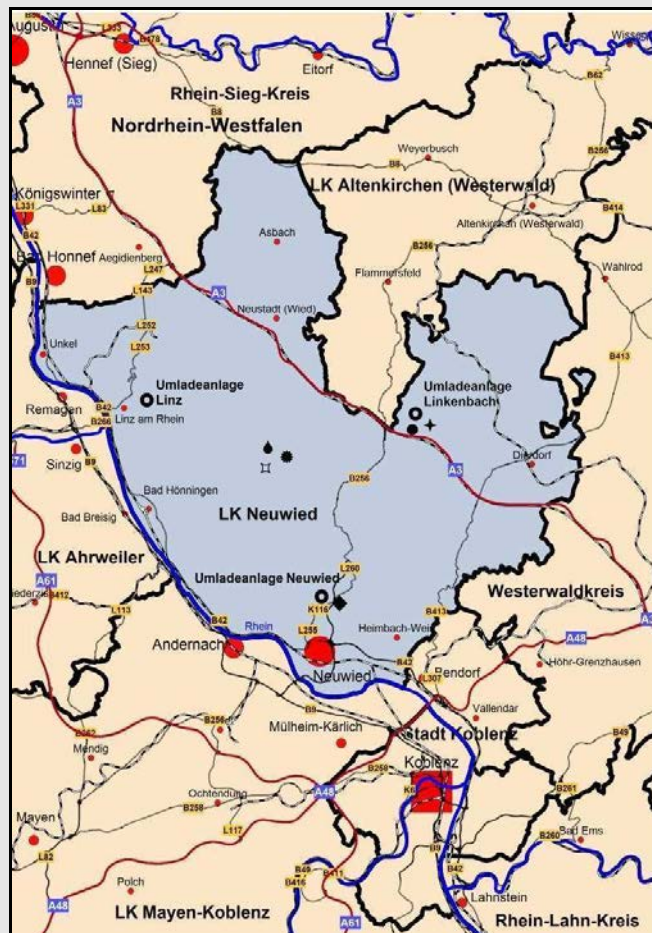 Augustin
L333
B478
Hennef (Sieg)
Eitorf
B62
A3
Rhein-Sieg-Kreis
B8
Nordrhein-Westfalen
Weyerbusch
B8
B256
LK Altenkirchen (Westerwald)
Königswinter
L331
L83
B42
B414
Altenkirchen (Westerwald)
Asbach
Aegidienberg
B256
Bad Honnef
L247
B9
Flammersfeld
Wahlrod
L143
A3
Neustadt (Wied)
L252
Unkel
L253
B413
Umladeanlage
Linz
Umladeanlage
Linkenbach
Remagen
B42
Linz am Rhein
B266
Sinzig
B9
Dierdorf
A3
B256
Bad Hönningen
LK Neuwied
Bad Breisig
LK Ahrweiler
L260
A61
Umladeanlage Neuwied
Westerwaldkreis
B412
L113
K116
B413
B42
Rhein
L255
Heimbach-Weis
A48
Andernach
B42
Höhr-Grenzhausen
Neuwied
L307
Bendorf
B9
Vallendar
B256
Stadt Koblenz
Mülheim-Kärlich
B49
Mendig
Koblenz
B258
A48
B261
Ochtendung
B258
Mayen
L117
B260
Bad Ems
L82
B9
B49
B411
B42
B416
Polch
Lahnstein
A48
LK Mayen-Koblenz
A61
Rhein-Lahn-Kreis